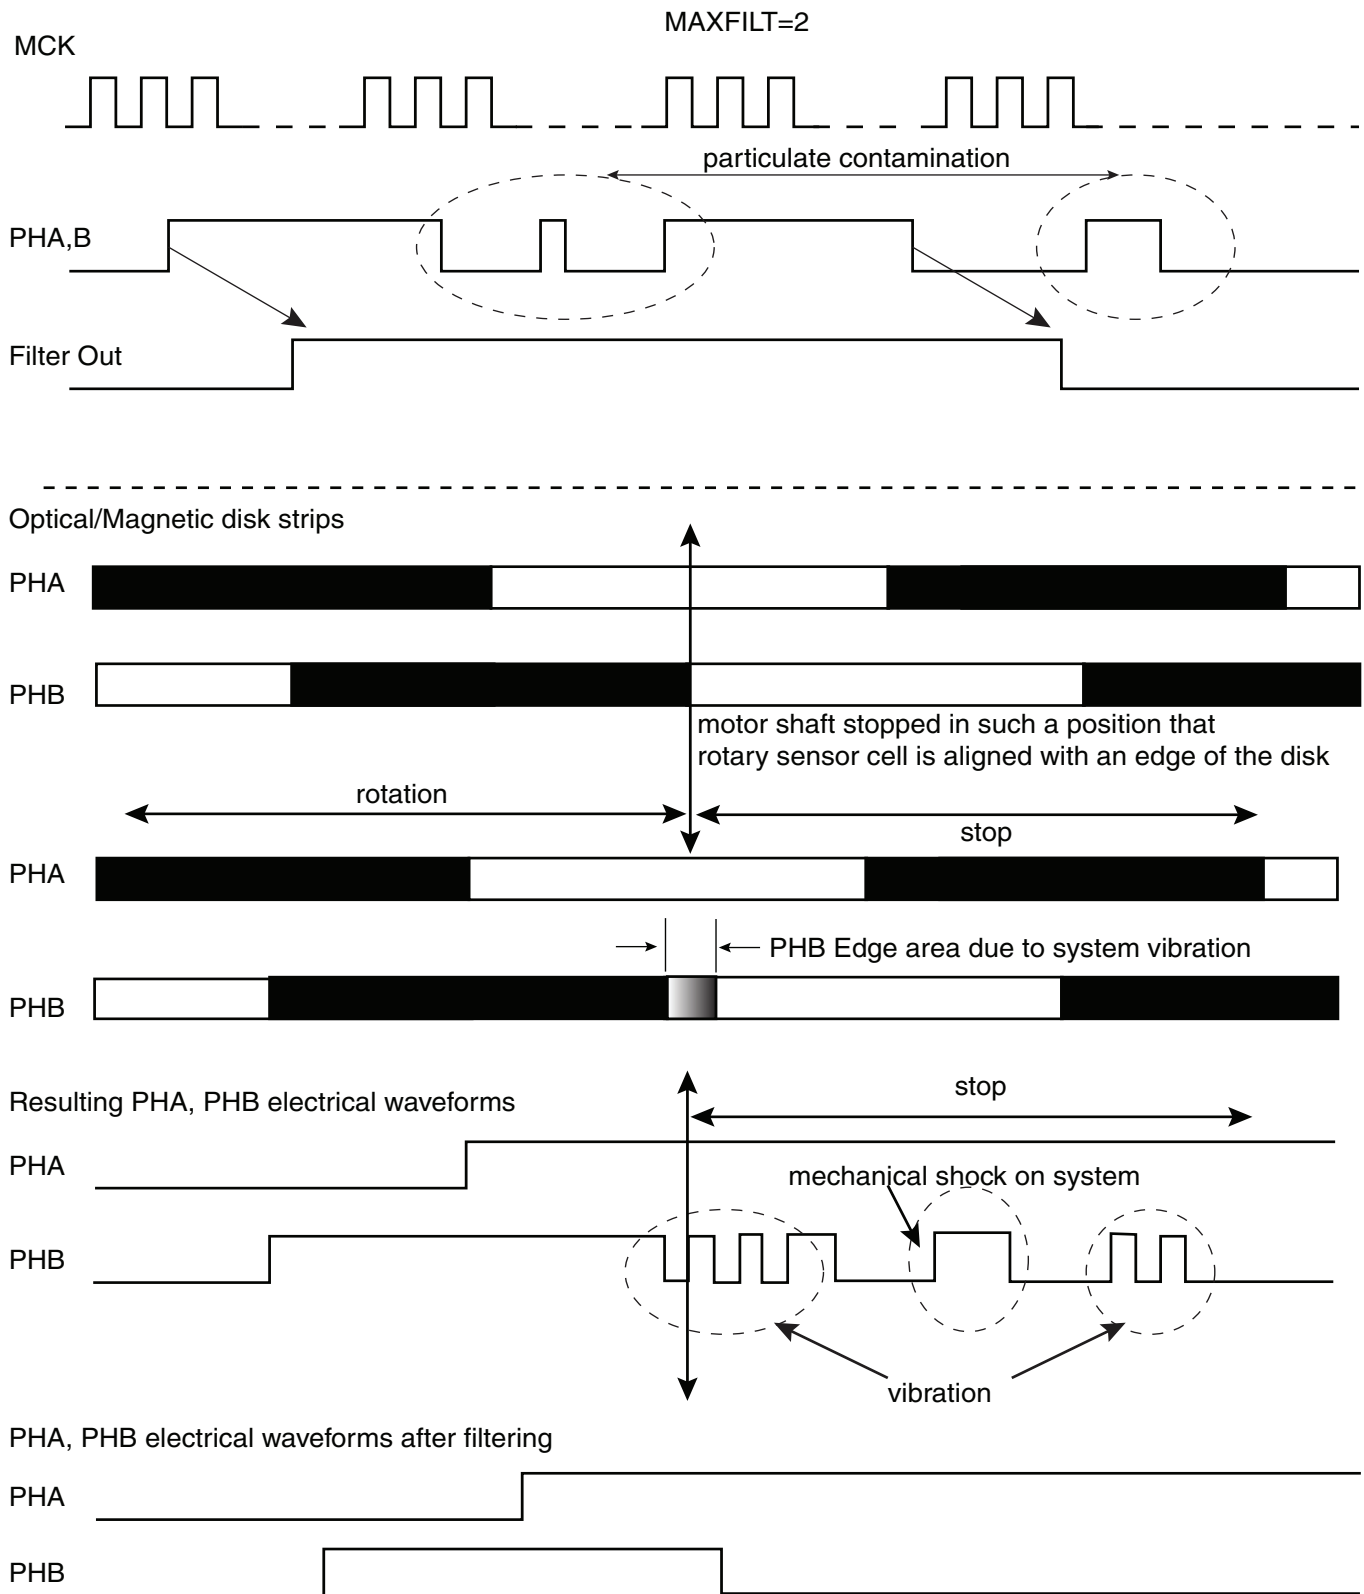 MAXFILT=2
MCK
particulate contamination
PHA,B
Filter Out
Optical/Magnetic disk strips
PHA
PHB
motor shaft stopped in such a position that
rotary sensor cell is aligned with an edge of the disk
rotation
stop
PHA
PHB Edge area due to system vibration
PHB
stop
Resulting PHA, PHB electrical waveforms
PHA
mechanical shock on system
PHB
vibration
PHA, PHB electrical waveforms after filtering
PHA
PHB